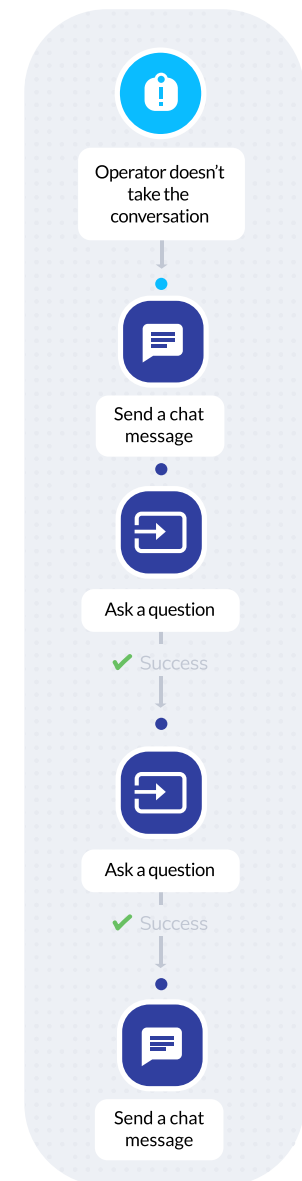 Operator doesn't
take the
conversation
Send a chat
message
Ask a question
Success
Ask a question
Success
Send a chat
message